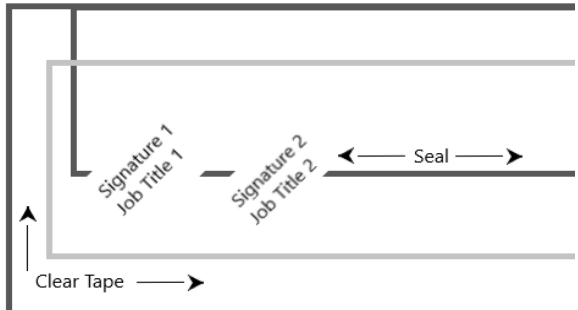 Signature 1
Job Title 1
Signature 2
Job Title 2
Seal
Clear Tape